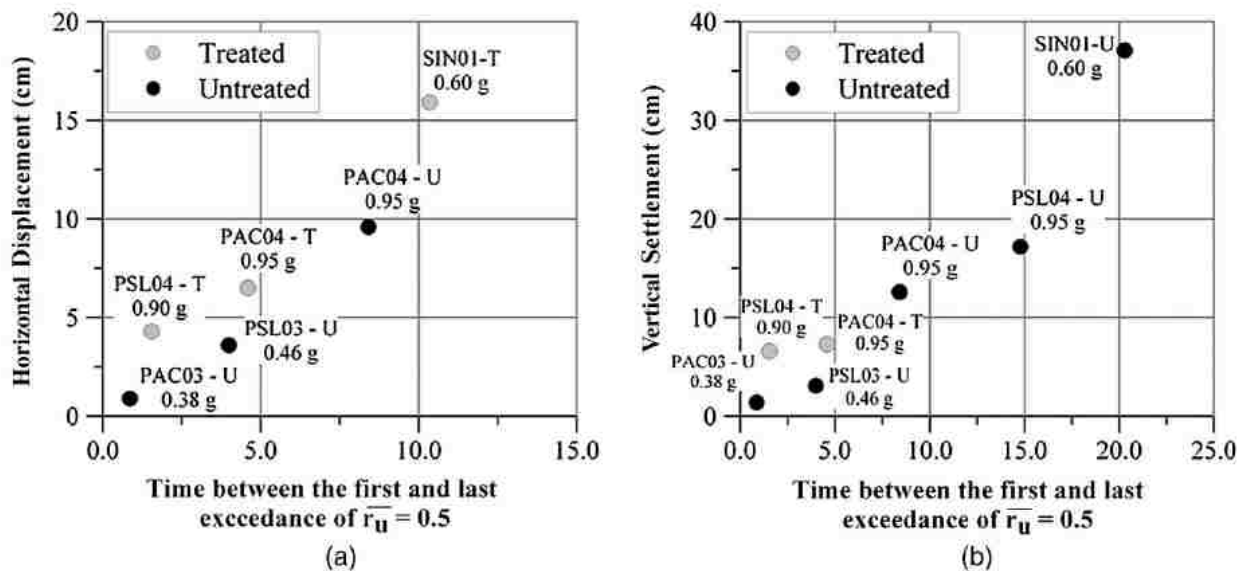 20
15
10
5
0
Horizontal Displacement (cm)
Treated
Untreated
SIN01-T
0.60 g
PAC04 - U
0.95 g
PAC04 - T
0.95 g
PSL04 - T
0.90 g
PSL03 - U
0.46 g
PAC03 - U
0.38 g
0.0 5.0 10.0 15.0
Time between the first and last
exccedance of r̅u̅ = 0.5
(a)
40
30
20
10
0
Vertical Settlement (cm)
Treated
Untreated
SIN01-U
0.60 g
PSL04 - U
0.95 g
PAC04 - U
0.95 g
PSL04 - T
0.90 g
PAC04 - T
0.95 g
PAC03 - U
0.38 g
PSL03 - U
0.46 g
0.0 5.0 10.0 15.0 20.0 25.0
Time between the first and last
exceedance of r̅u̅ = 0.5
(b)